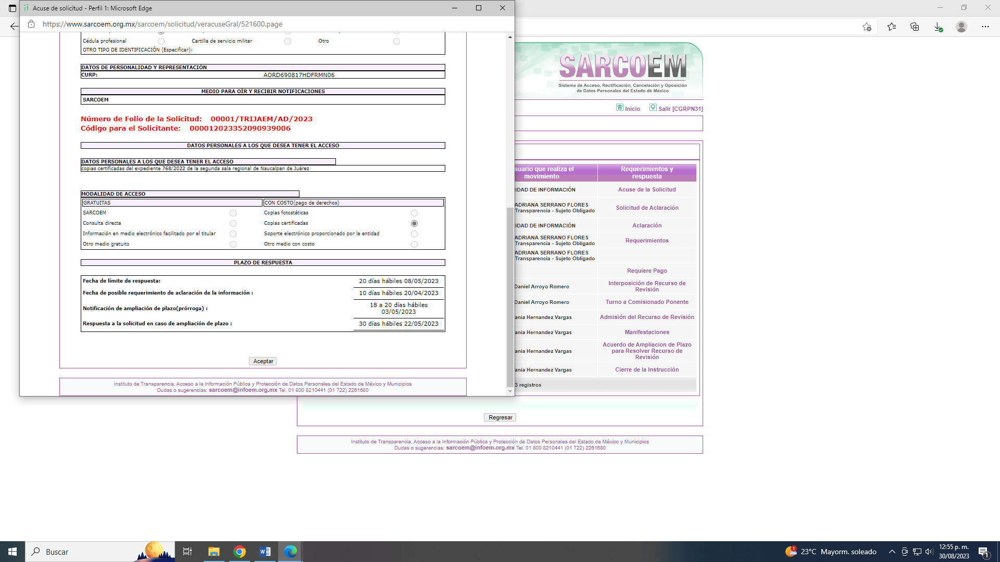 Acuse de solicitud - Perfil 1: Microsoft Edge
https://www.sarcoem.org.mx/sarcoem/solicitud/veracuseGral/521600.page
Cédula profesional Cartilla de servicio militar Otro
OTRO TIPO DE IDENTIFICACIÓN (Especificar):
DATOS DE PERSONALIDAD Y REPRESENTACIÓN
CURP: AORD690817HDFRMN06
MEDIO PARA OÍR Y RECIBIR NOTIFICACIONES
SARCOEM
Número de Folio de la Solicitud: 00001/TRIJAEM/AD/2023
Código para el Solicitante: 000012023352090939006
DATOS PERSONALES A LOS QUE DESEA TENER EL ACCESO
DATOS PERSONALES A LOS QUE DESEA TENER EL ACCESO
copias certificadas del expediente 768/2022 de la segunda sala regional de Naucalpan de Juárez
MODALIDAD DE ACCESO
GRATUITAS CON COSTO(pago de derechos)
SARCOEM Copias fotostáticas
Consulta directa Copias certificadas
Información en medio electrónico facilitado por el titular Soporte electrónico proporcionado por la entidad
Otro medio gratuito Otro medio con costo
PLAZO DE RESPUESTA
Fecha de límite de respuesta: 20 días hábiles 08/05/2023
Fecha de posible requerimiento de aclaración de la información : 10 días hábiles 20/04/2023
Notificación de ampliación de plazo(prórroga) : 18 a 20 días hábiles
03/05/2023
Respuesta a la solicitud en caso de ampliación de plazo : 30 días hábiles 22/05/2023
Aceptar
Instituto de Transparencia, Acceso a la Información Pública y Protección de Datos Personales del Estado de México y Municipios
Dudas o sugerencias: sarcoem@infoem.org.mx Tel. 01 800 8210441 (01 722) 2261680
SARCOEM
Sistema de Acceso, Rectificación, Cancelación y Oposición
de Datos Personales del Estado de México
Inicio Salir [CGRPN31]
suario que realiza el
movimiento
Requerimientos y
respuesta
IDAD DE INFORMACIÓN Acuse de la Solicitud
ADRIANA SERRANO FLORES
Transparencia - Sujeto Obligado
Solicitud de Aclaración
IDAD DE INFORMACIÓN Aclaración
ADRIANA SERRANO FLORES
Transparencia - Sujeto Obligado
Requerimientos
ADRIANA SERRANO FLORES
Transparencia - Sujeto Obligado
Requiere Pago
Daniel Arroyo Romero
Interposición de Recurso de
Revisión
Daniel Arroyo Romero Turno a Comisionado Ponente
ania Hernandez Vargas Admisión del Recurso de Revisión
ania Hernandez Vargas Manifestaciones
ania Hernandez Vargas
Acuerdo de Ampliacion de Plazo
para Resolver Recurso de
Revisión
ania Hernandez Vargas Cierre de la Instrucción
3 registros
Regresar
Instituto de Transparencia, Acceso a la Información Pública y Protección de Datos Personales del Estado de México y Municipios
Dudas o sugerencias: sarcoem@infoem.org.mx Tel. 01 800 8210441 (01 722) 2261680
Buscar
1
23°C Mayorm. soleado
12:55 p. m.
30/08/2023
1